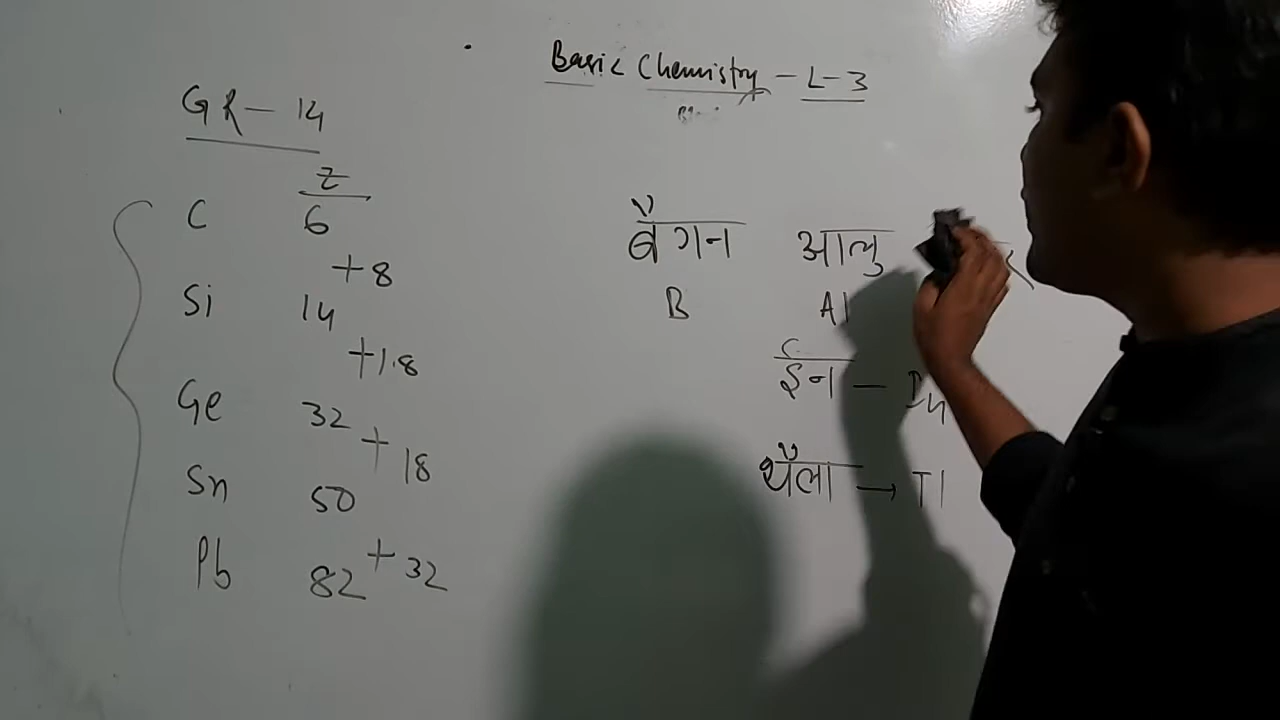 Basic Chemistry - L-3
GR - 14
Z
C 6
+8
Si 14
+18
Ge 32
+18
Sn 50
+32
Pb 82
बैगन आलु
B Al
इन - In
थैला → Tl